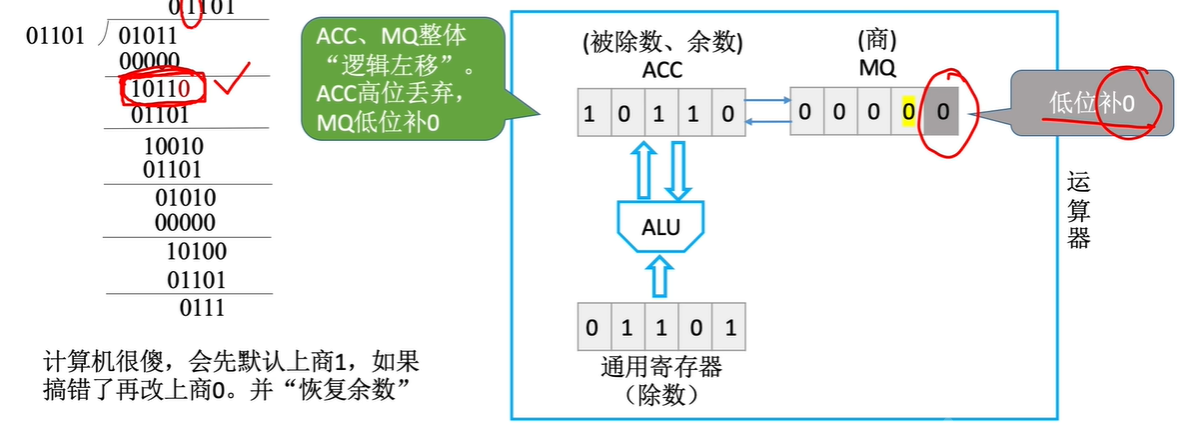 01101
01101
01011
00000
10110
01101
10010
01101
01010
00000
10100
01101
0111
计算机很傻，会先默认上商1，如果
搞错了再改上商0。并“恢复余数”
ACC、MQ整体
“逻辑左移”。
ACC高位丢弃，
MQ低位补0
(被除数、余数)
ACC
(商)
MQ
1 0 1 1 0
0 0 0 0 0
低位补0
ALU
0 1 1 0 1
通用寄存器
（除数）
运
算
器